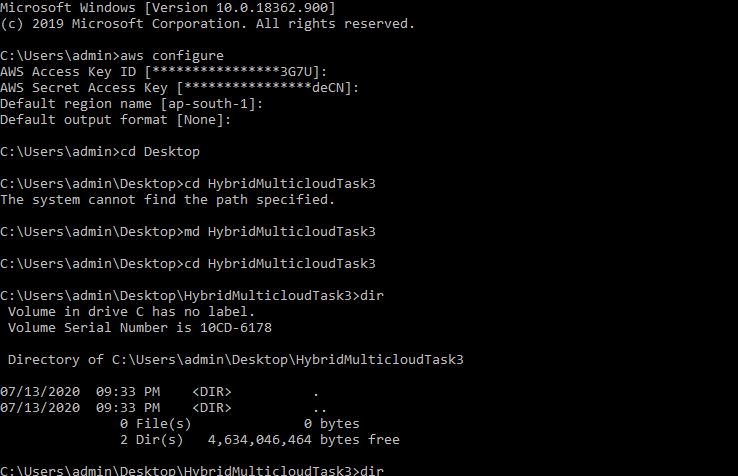 Microsoft Windows [Version 10.0.18362.900]
(c) 2019 Microsoft Corporation. All rights reserved.
C:\Users\admin>aws configure
AWS Access Key ID [****************3G7U]:
AWS Secret Access Key [****************deCN]:
Default region name [ap-south-1]:
Default output format [None]:
C:\Users\admin>cd Desktop
C:\Users\admin\Desktop>cd HybridMulticloudTask3
The system cannot find the path specified.
C:\Users\admin\Desktop>md HybridMulticloudTask3
C:\Users\admin\Desktop>cd HybridMulticloudTask3
C:\Users\admin\Desktop\HybridMulticloudTask3>dir
 Volume in drive C has no label.
 Volume Serial Number is 10CD-6178
 Directory of C:\Users\admin\Desktop\HybridMulticloudTask3
07/13/2020  09:33 PM    <DIR>          .
07/13/2020  09:33 PM    <DIR>          ..
               0 File(s)              0 bytes
               2 Dir(s)   4,634,046,464 bytes free
C:\Users\admin\Desktop\HybridMulticloudTask3>dir